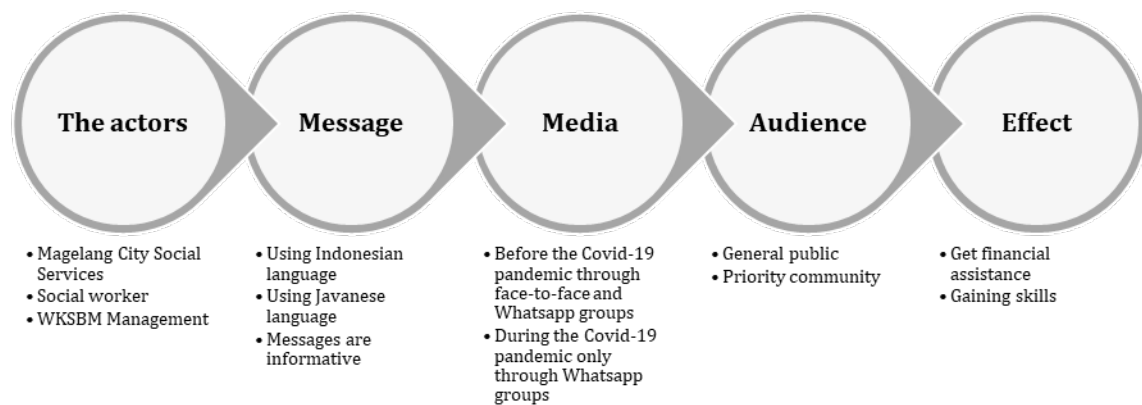 The actors
• Magelang City Social
Services
• Social worker
• WKSBM Management
Message
• Using Indonesian
language
• Using Javanese
language
• Messages are
informative
Media
• Before the Covid-19
pandemic through
face-to-face and
Whatsapp groups
• During the Covid-19
pandemic only
through Whatsapp
groups
Audience
• General public
• Priority community
Effect
• Get financial
assistance
• Gaining skills